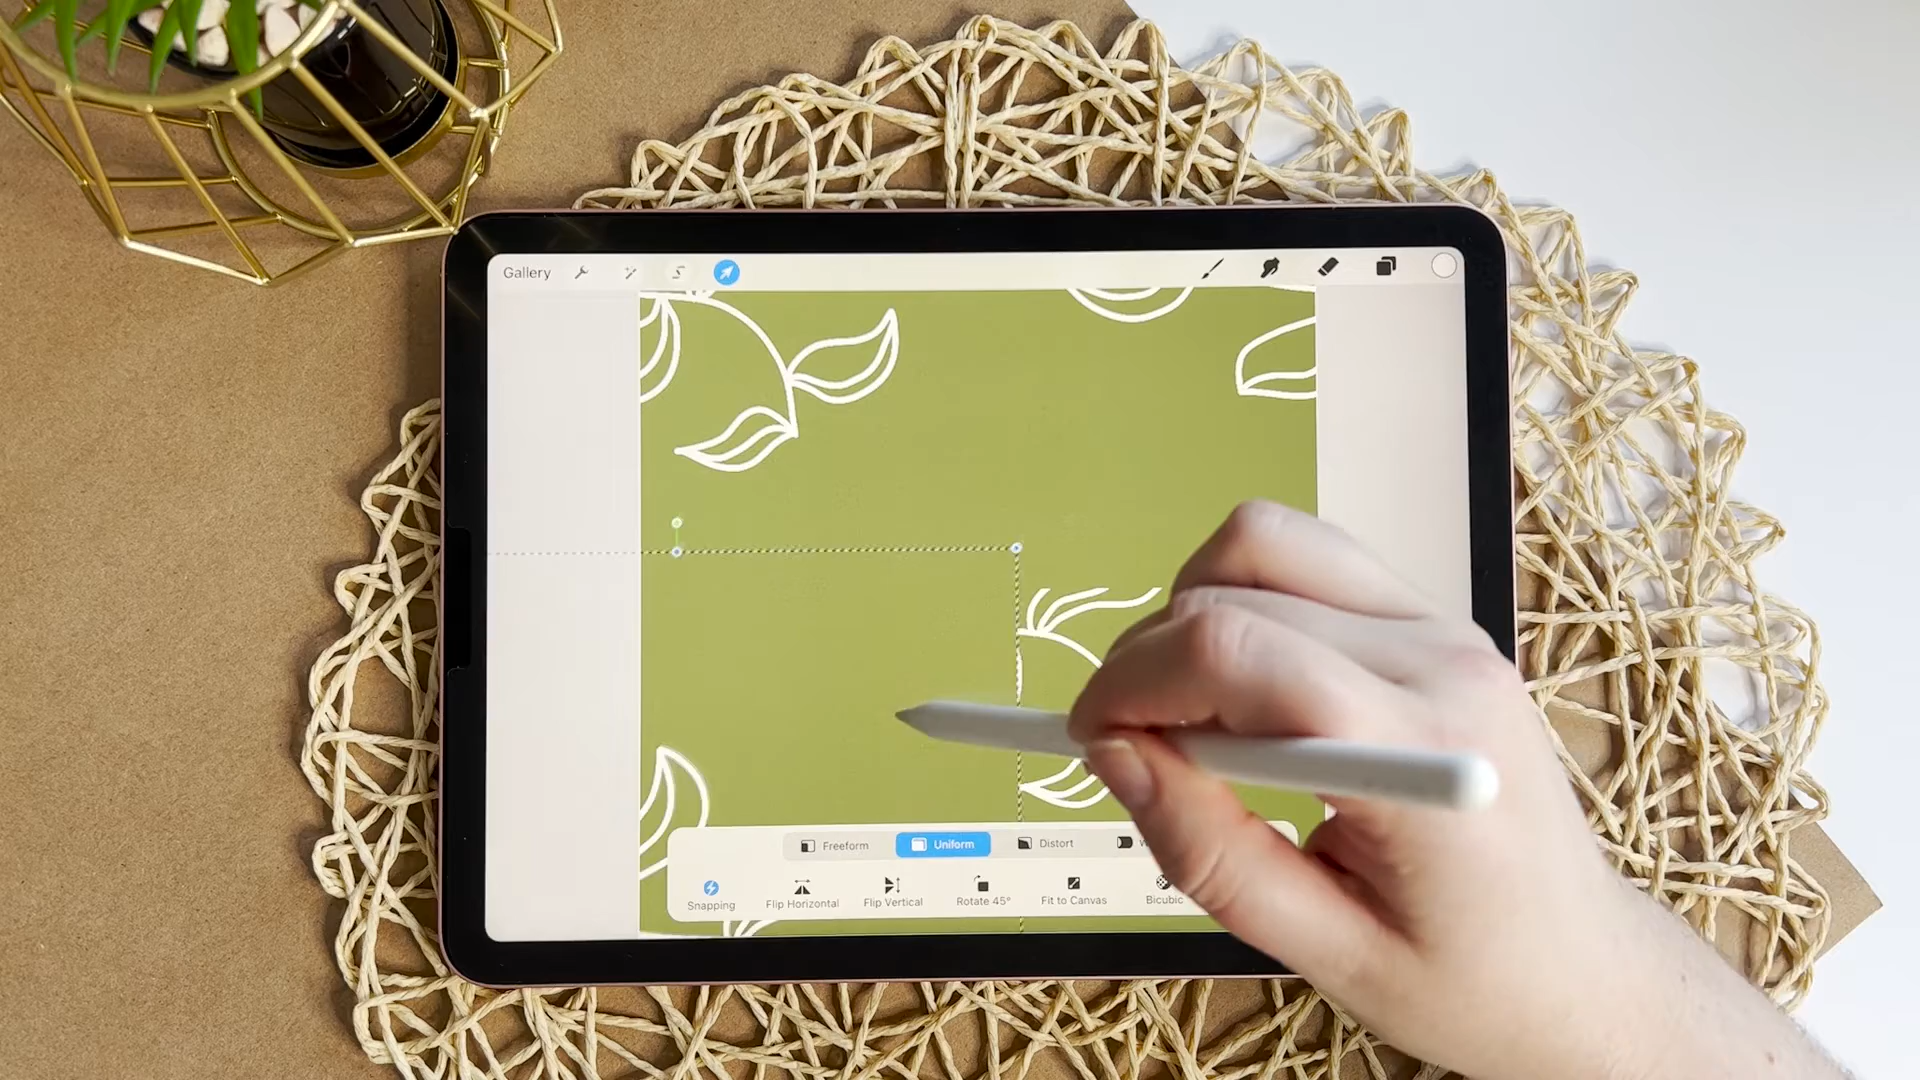 Gallery
Freeform Uniform Distort
Snapping Flip Horizontal Flip Vertical Rotate 45° Fit to Canvas Bicubic